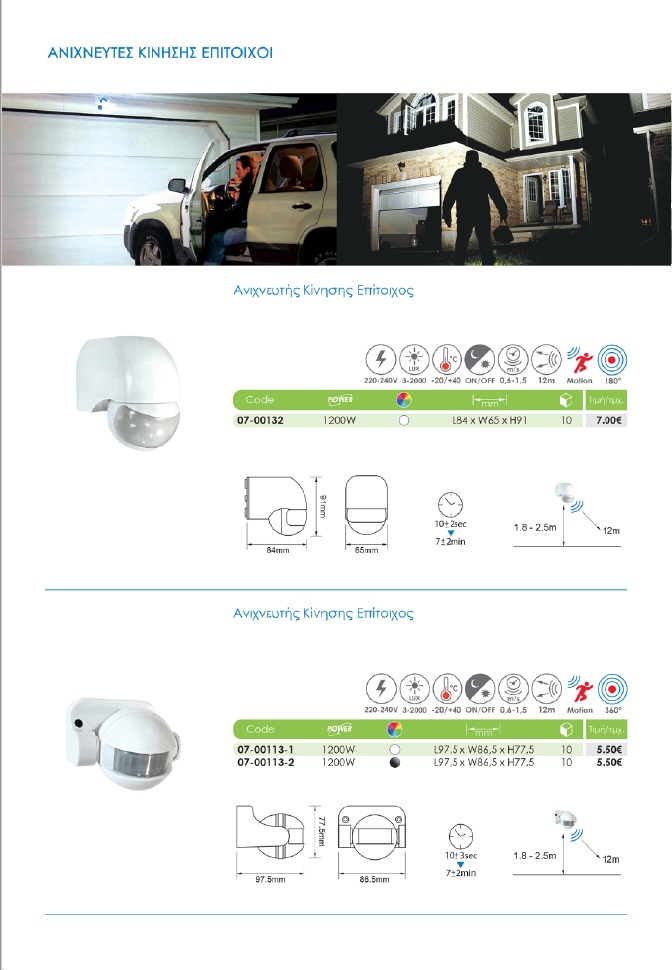 ΑΝΙΧΝΕΥΤΕΣ ΚΙΝΗΣΗΣ ΕΠΙΤΟΙΧΟΙ
Ανιχνευτής Κίνησης Επίτοιχος
LUX °C m/s
220-240V 3-2000 -20/+40 ON/OFF 0,6-1,5 12m Motion 180°
Code POWER mm Τιμή/τμχ.
07-00132 1200W L84 x W65 x H91 10 7.00€
91mm
84mm 65mm
10±2sec
7±2min
1.8 - 2.5m 12m
Ανιχνευτής Κίνησης Επίτοιχος
LUX °C m/s
220-240V 3-2000 -20/+40 ON/OFF 0,6-1,5 12m Motion 360°
Code POWER mm Τιμή/τμχ.
07-00113-1 1200W L97,5 x W86,5 x H77,5 10 5.50€
07-00113-2 1200W L97,5 x W86,5 x H77,5 10 5.50€
77.5mm
97.5mm 86.5mm
10±3sec
7±2min
1.8 - 2.5m 12m